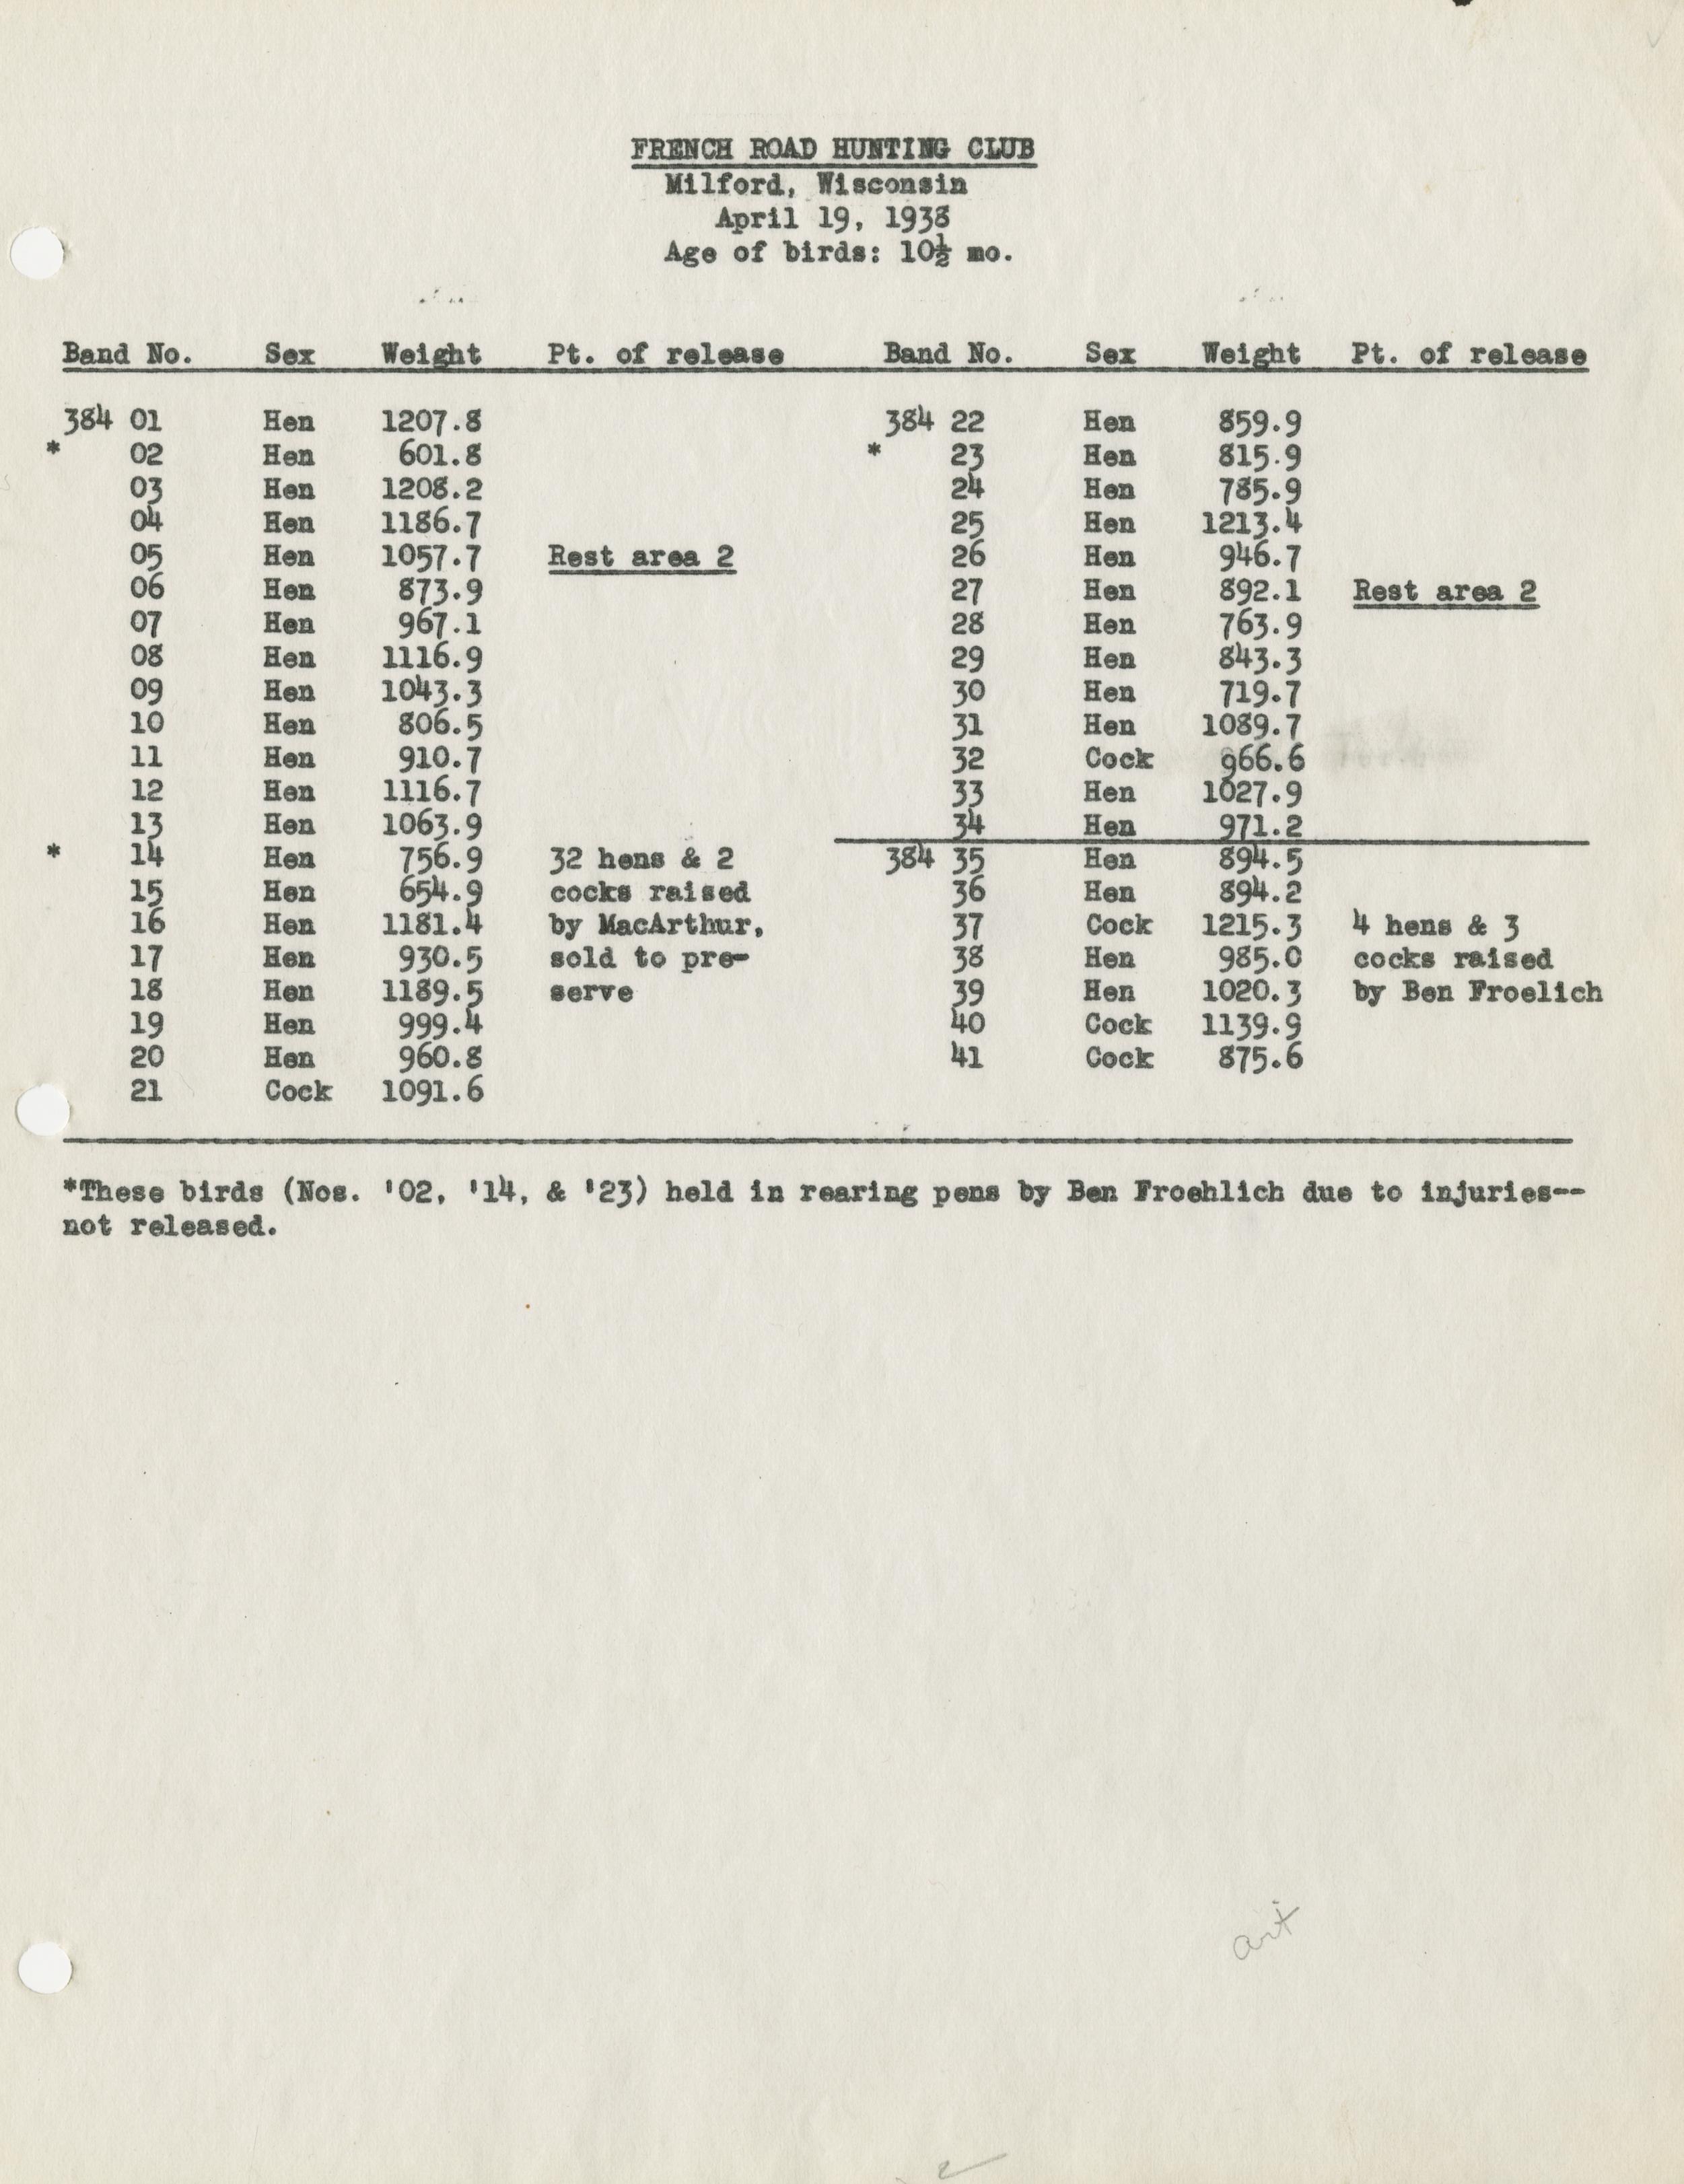 FRENCH ROAD HUNTING CLUB
Milford, Wisconsin
April 19, 1938
Age of birds: 10½ mo.
Band No. Sex Weight Pt. of release Band No. Sex Weight Pt. of release
384 01 Hen 1207.8 384 22 Hen 859.9
* 02 Hen 601.8 * 23 Hen 815.9
03 Hen 1208.2 24 Hen 785.9
04 Hen 1186.7 25 Hen 1213.4
05 Hen 1057.7 Rest area 2 26 Hen 946.7
06 Hen 873.9 27 Hen 892.1 Rest area 2
07 Hen 967.1 28 Hen 763.9
08 Hen 1116.9 29 Hen 843.3
09 Hen 1043.3 30 Hen 719.7
10 Hen 806.5 31 Hen 1089.7
11 Hen 910.7 32 Cock 966.6
12 Hen 1116.7 33 Hen 1027.9
13 Hen 1063.9 34 Hen 971.2
* 14 Hen 756.9 32 hens & 2 384 35 Hen 894.5
15 Hen 654.9 cocks raised 36 Hen 894.2
16 Hen 1181.4 by MacArthur, 37 Cock 1215.3 4 hens & 3
17 Hen 930.5 sold to pre- 38 Hen 985.0 cocks raised
18 Hen 1189.5 serve 39 Hen 1020.3 by Ben Froelich
19 Hen 999.4 40 Cock 1139.9
20 Hen 960.8 41 Cock 875.6
21 Cock 1091.6
*These birds (Nos. '02, '14, & '23) held in rearing pens by Ben Froehlich due to injuries--
not released.
art